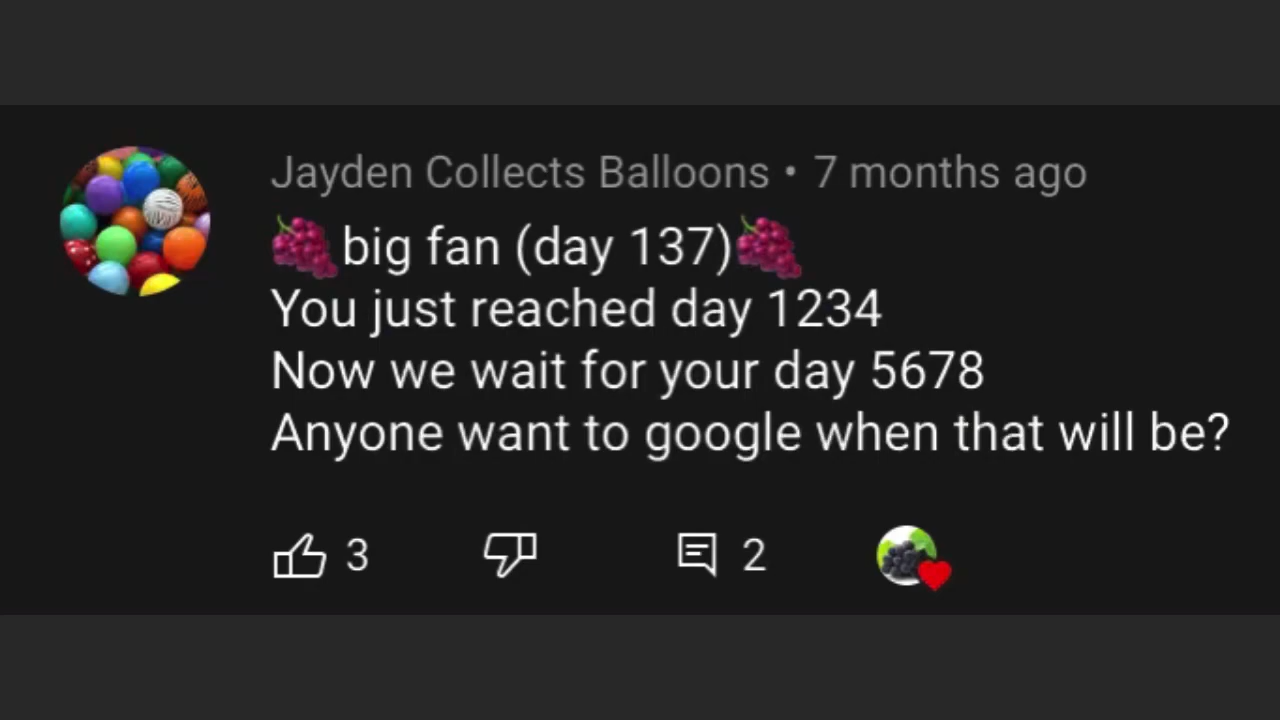 Jayden Collects Balloons • 7 months ago
🍇big fan (day 137)🍇
You just reached day 1234
Now we wait for your day 5678
Anyone want to google when that will be?
3 2